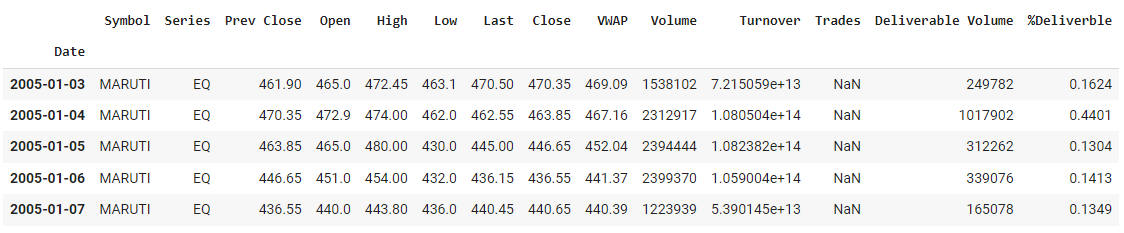 Symbol Series Prev Close Open High Low Last Close VWAP Volume Turnover Trades Deliverable Volume %Deliverble
Date
2005-01-03 MARUTI EQ 461.90 465.0 472.45 463.1 470.50 470.35 469.09 1538102 7.215059e+13 NaN 249782 0.1624
2005-01-04 MARUTI EQ 470.35 472.9 474.00 462.0 462.55 463.85 467.16 2312917 1.080504e+14 NaN 1017902 0.4401
2005-01-05 MARUTI EQ 463.85 465.0 480.00 430.0 445.00 446.65 452.04 2394444 1.082382e+14 NaN 312262 0.1304
2005-01-06 MARUTI EQ 446.65 451.0 454.00 432.0 436.15 436.55 441.37 2399370 1.059004e+14 NaN 339076 0.1413
2005-01-07 MARUTI EQ 436.55 440.0 443.80 436.0 440.45 440.65 440.39 1223939 5.390145e+13 NaN 165078 0.1349